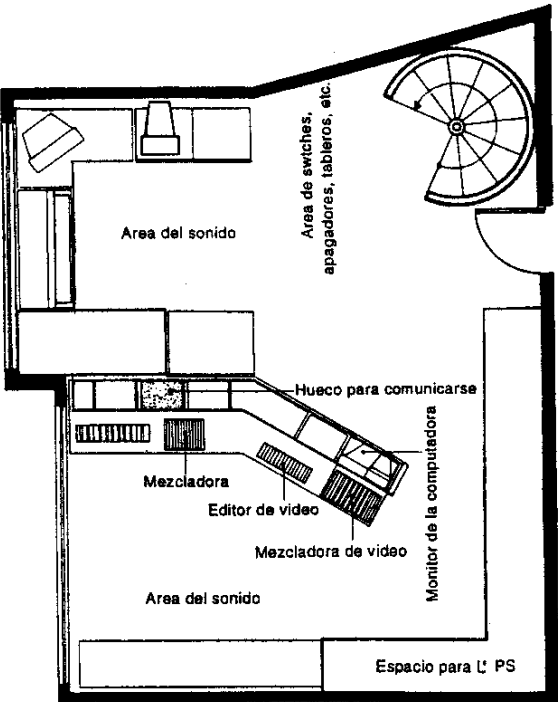 Area de swtches,
apagadores, tableros, etc.
Area del sonido
Hueco para comunicarse
Mezcladora
Editor de video
Mezcladora de video
Monitor de la computadora
Area del sonido
Espacio para PS